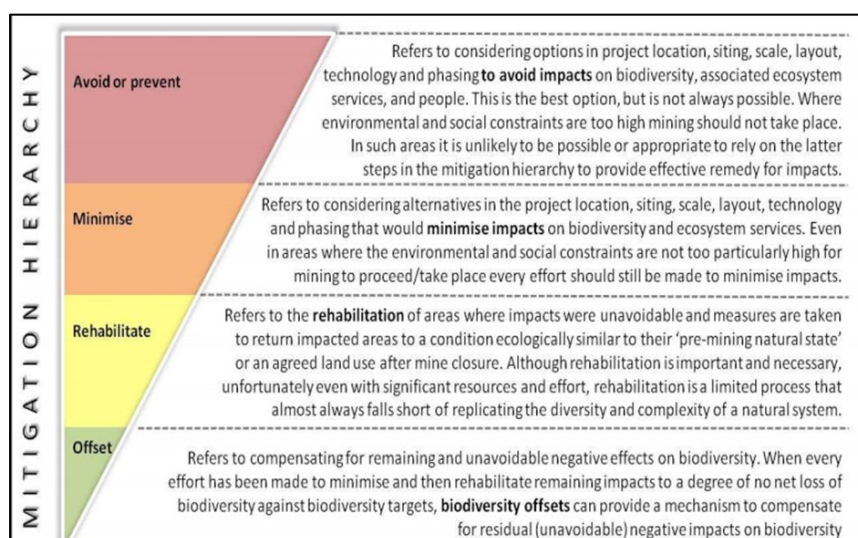 MITIGATION HIERARCHY
Avoid or prevent
Refers to considering options in project location, siting, scale, layout,
technology and phasing to avoid impacts on biodiversity, associated ecosystem
services, and people. This is the best option, but is not always possible. Where
environmental and social constraints are too high mining should not take place.
In such areas it is unlikely to be possible or appropriate to rely on the latter
steps in the mitigation hierarchy to provide effective remedy for impacts.
Minimise
Refers to considering alternatives in the project location, siting, scale, layout, technology
and phasing that would minimise impacts on biodiversity and ecosystem services. Even
in areas where the environmental and social constraints are not too particularly high for
mining to proceed/take place every effort should still be made to minimise impacts.
Rehabilitate
Refers to the rehabilitation of areas where impacts were unavoidable and measures are taken
to return impacted areas to a condition ecologically similar to their ‘pre-mining natural state’
or an agreed land use after mine closure. Although rehabilitation is important and necessary,
unfortunately even with significant resources and effort, rehabilitation is a limited process that
almost always falls short of replicating the diversity and complexity of a natural system.
Offset
Refers to compensating for remaining and unavoidable negative effects on biodiversity. When every
effort has been made to minimise and then rehabilitate remaining impacts to a degree of no net loss of
biodiversity against biodiversity targets, biodiversity offsets can provide a mechanism to compensate
for residual (unavoidable) negative impacts on biodiversity